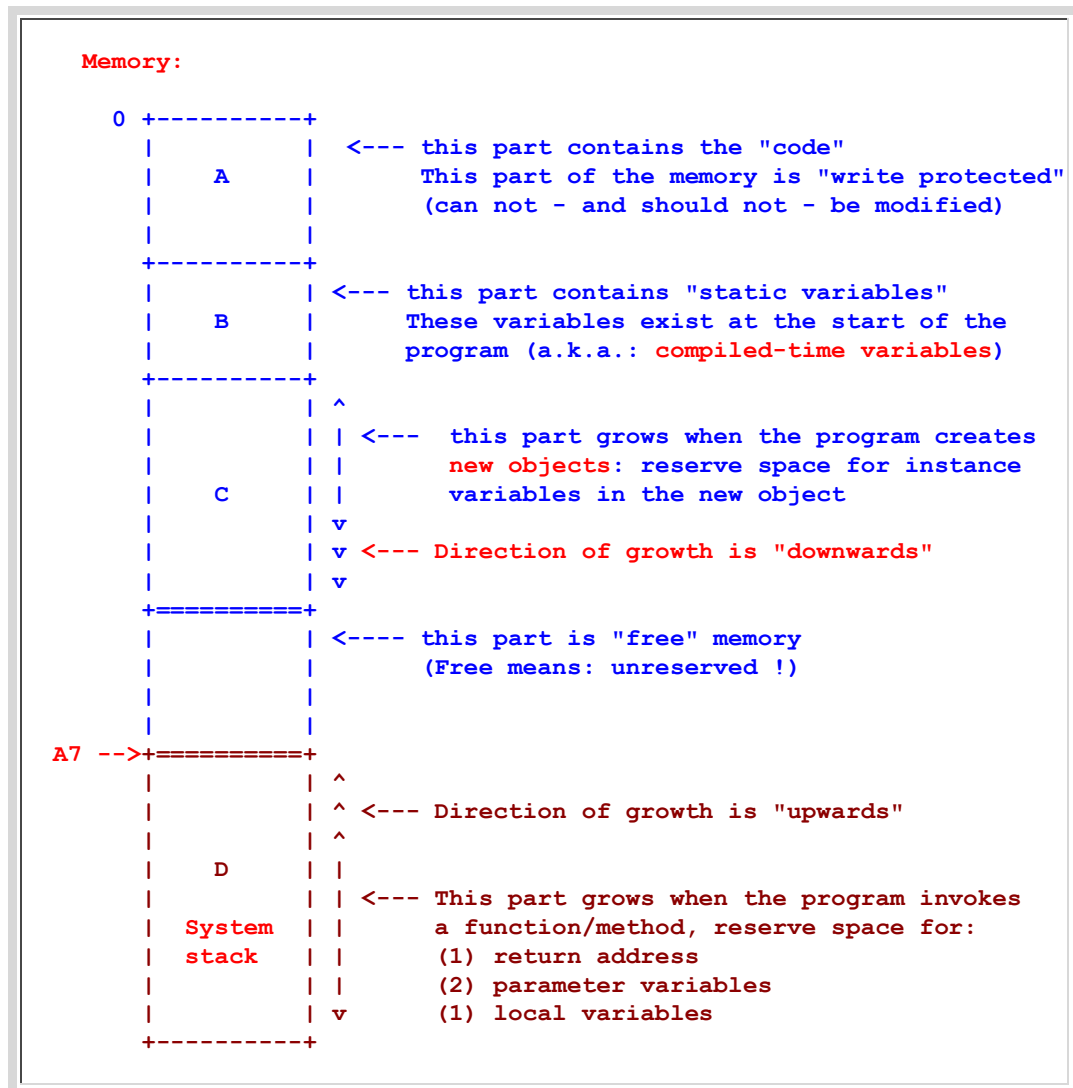 Memory:
0 +----------+
| | <--- this part contains the "code"
| A | This part of the memory is "write protected"
| | (can not - and should not - be modified)
| |
+----------+
| | <--- this part contains "static variables"
| B | These variables exist at the start of the
| | program (a.k.a.: compiled-time variables)
+----------+
| | ^
| | | <--- this part grows when the program creates
| | | new objects: reserve space for instance
| C | | variables in the new object
| | v
| | v <--- Direction of growth is "downwards"
| | v
+==========+
| | <---- this part is "free" memory
| | (Free means: unreserved !)
| |
| |
A7 -->+==========+
| | ^
| | ^ <--- Direction of growth is "upwards"
| | ^
| D | |
| | | <--- This part grows when the program invokes
| System | | a function/method, reserve space for:
| stack | | (1) return address
| | | (2) parameter variables
| | v (1) local variables
+----------+